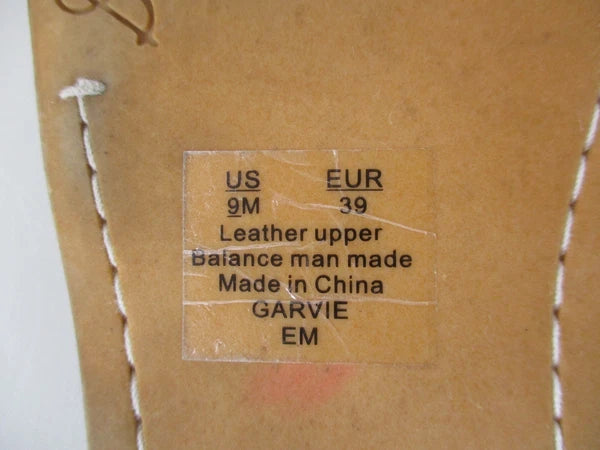 US EUR
9M 39
Leather upper
Balance man made
Made in China
GARVIE
EM